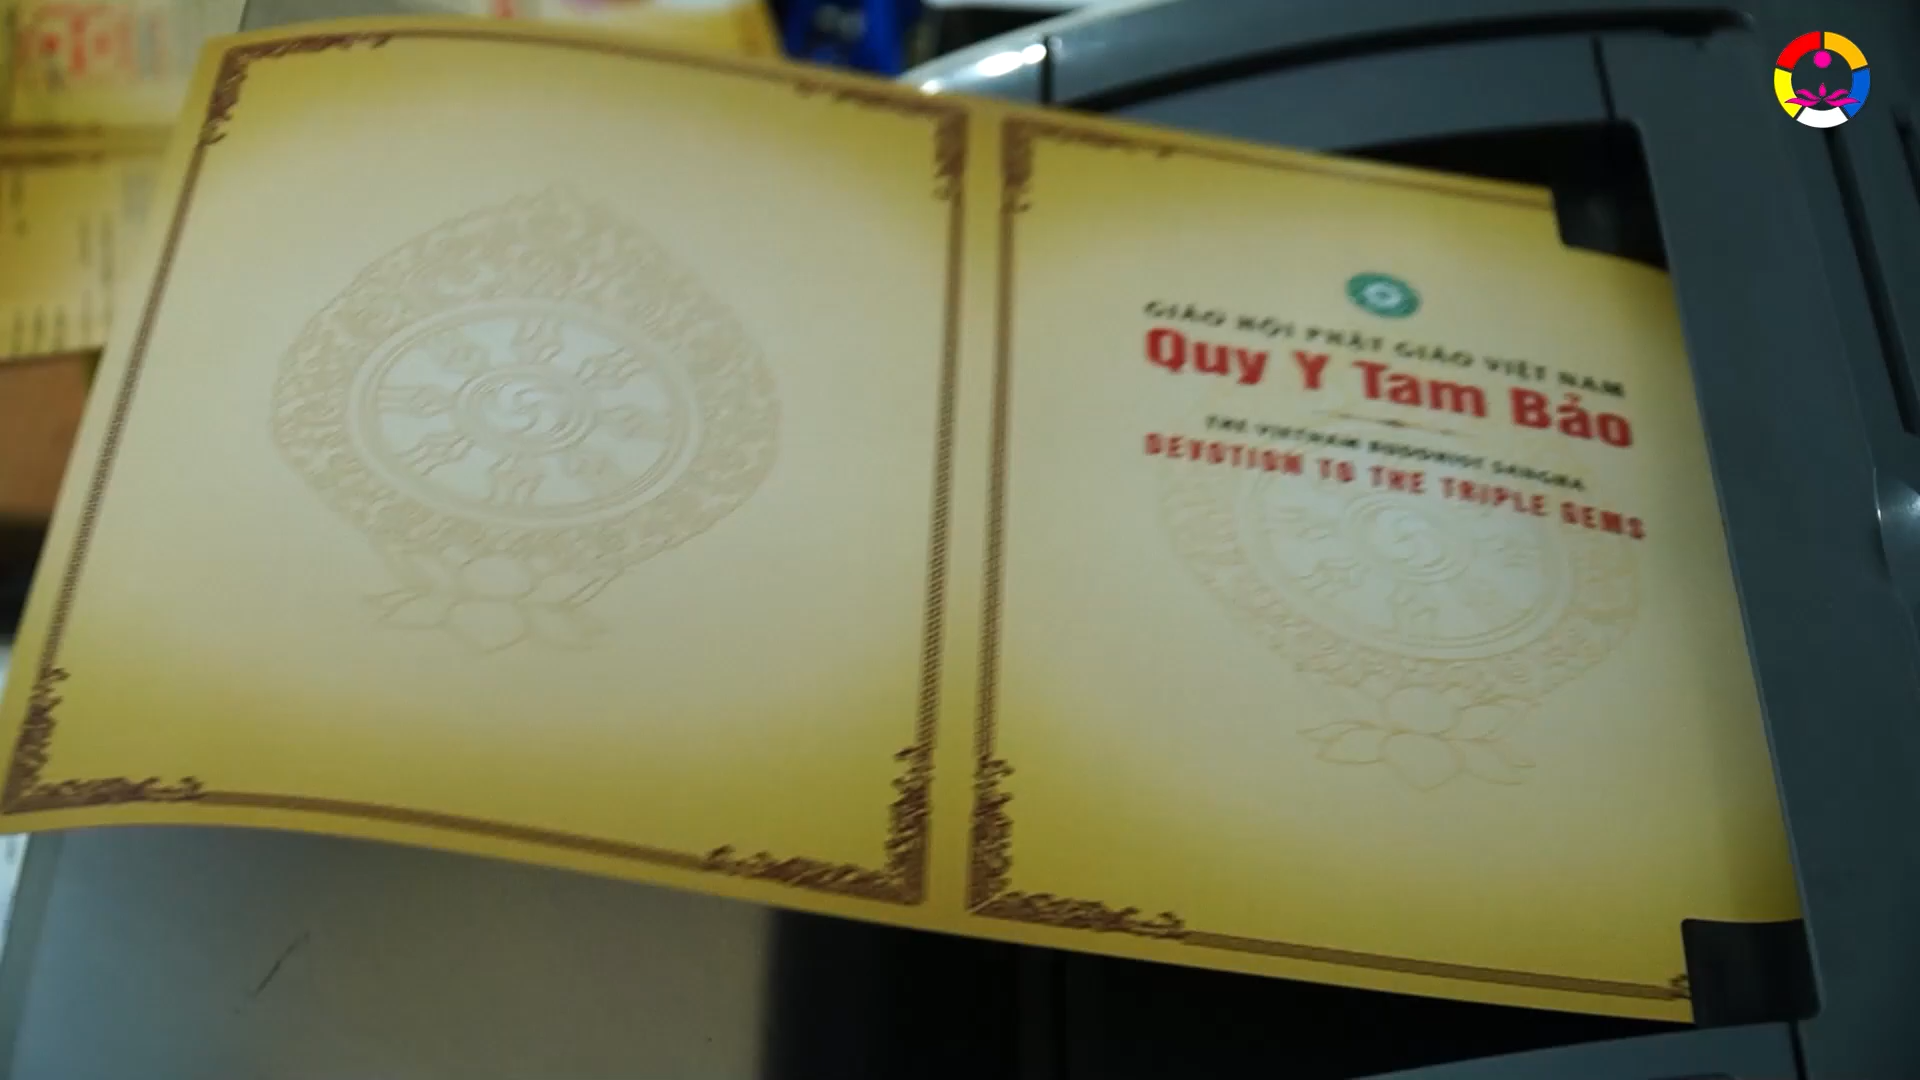 GIÁO HỘI PHẬT GIÁO VIỆT NAM
Quy Y Tam Bảo
THE VIETNAM BUDDHIST SANGHA
DEVOTION TO THE TRIPLE GEMS